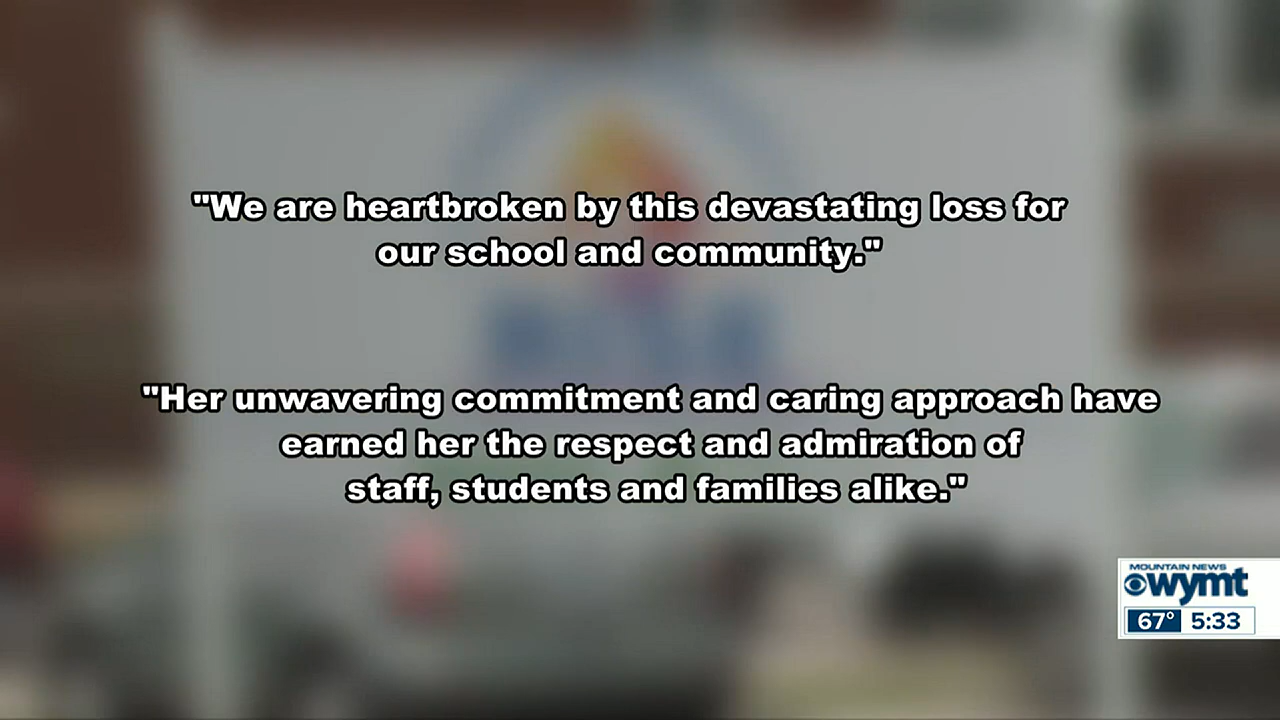 "We are heartbroken by this devastating loss for
our school and community."
"Her unwavering commitment and caring approach have
earned her the respect and admiration of
staff, students and families alike."
MOUNTAIN NEWS
wymt
67° 5:33